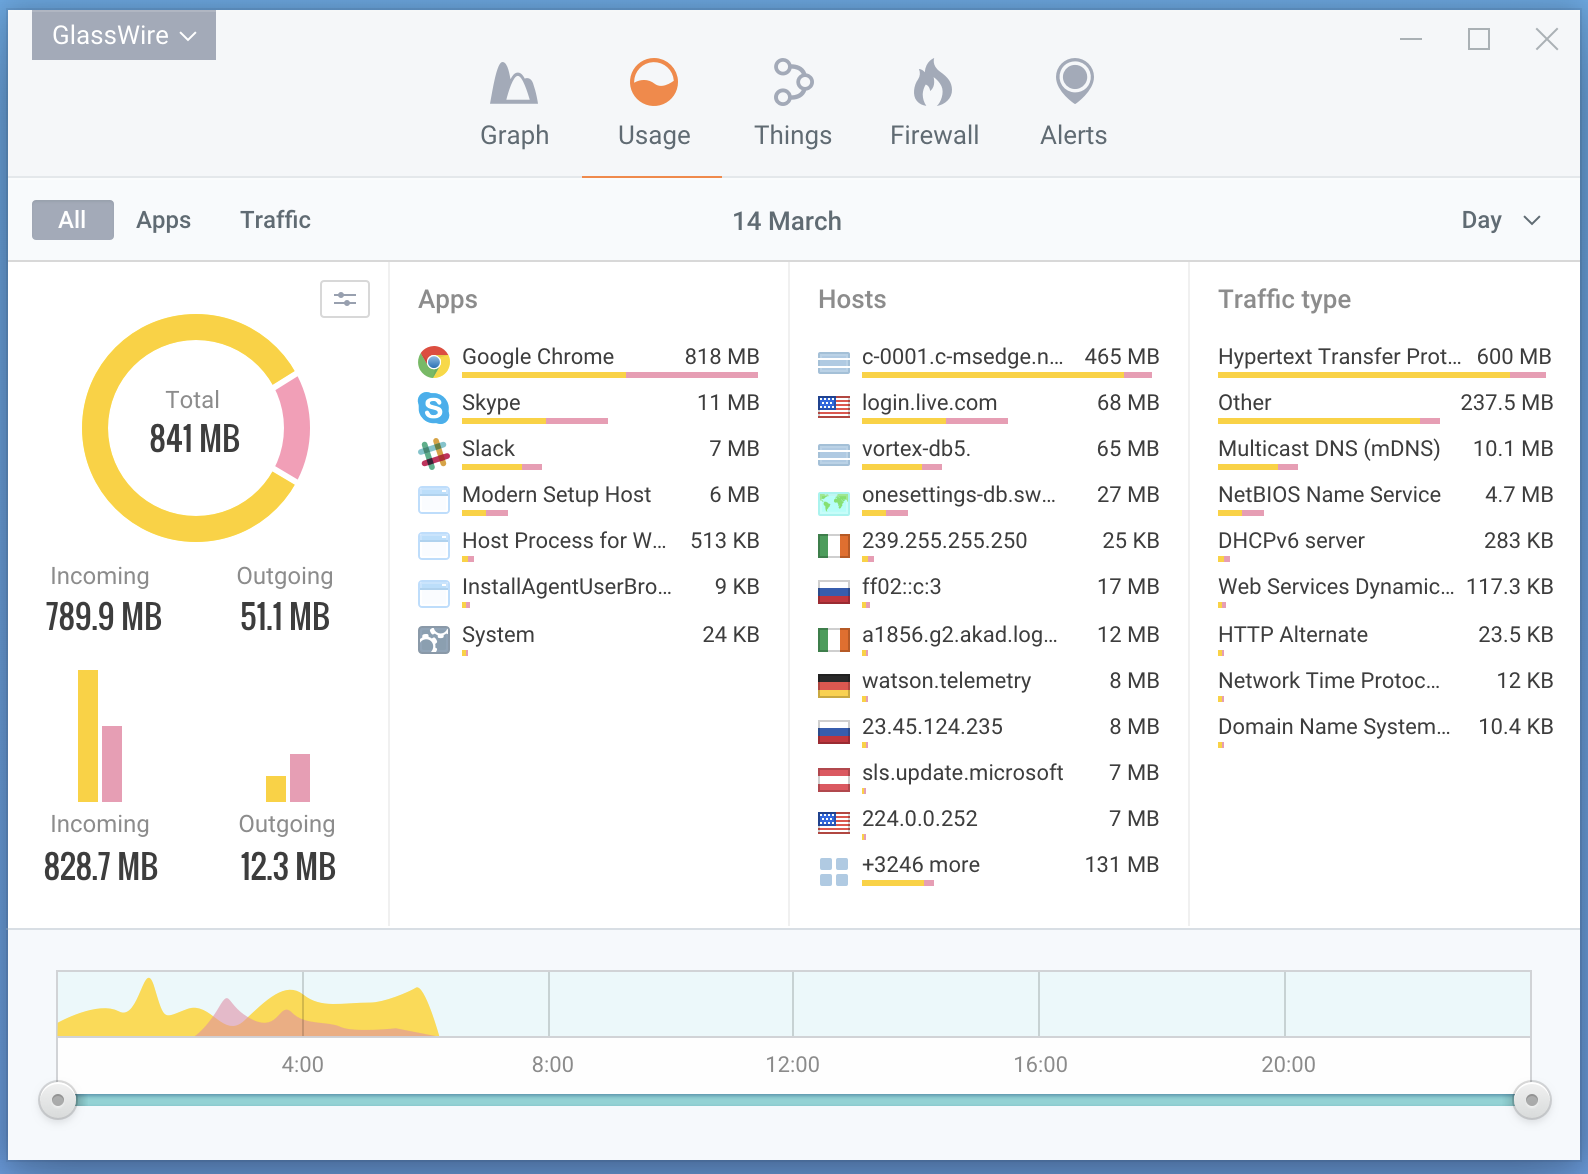 GlassWire
Graph
Usage
Things
Firewall
Alerts
All
Apps
Traffic
14 March
Day
Total
841 MB
Incoming
789.9 MB
Outgoing
51.1 MB
Incoming
828.7 MB
Outgoing
12.3 MB
Apps
Google Chrome 818 MB
Skype 11 MB
Slack 7 MB
Modern Setup Host 6 MB
Host Process for W... 513 KB
InstallAgentUserBro... 9 KB
System 24 KB
Hosts
c-0001.c-msedge.n... 465 MB
login.live.com 68 MB
vortex-db5. 65 MB
onesettings-db.sw... 27 MB
239.255.255.250 25 KB
ff02::c:3 17 MB
a1856.g2.akad.log... 12 MB
watson.telemetry 8 MB
23.45.124.235 8 MB
sls.update.microsoft 7 MB
224.0.0.252 7 MB
+3246 more 131 MB
Traffic type
Hypertext Transfer Prot... 600 MB
Other 237.5 MB
Multicast DNS (mDNS) 10.1 MB
NetBIOS Name Service 4.7 MB
DHCPv6 server 283 KB
Web Services Dynamic... 117.3 KB
HTTP Alternate 23.5 KB
Network Time Protoc... 12 KB
Domain Name System... 10.4 KB
4:00 8:00 12:00 16:00 20:00